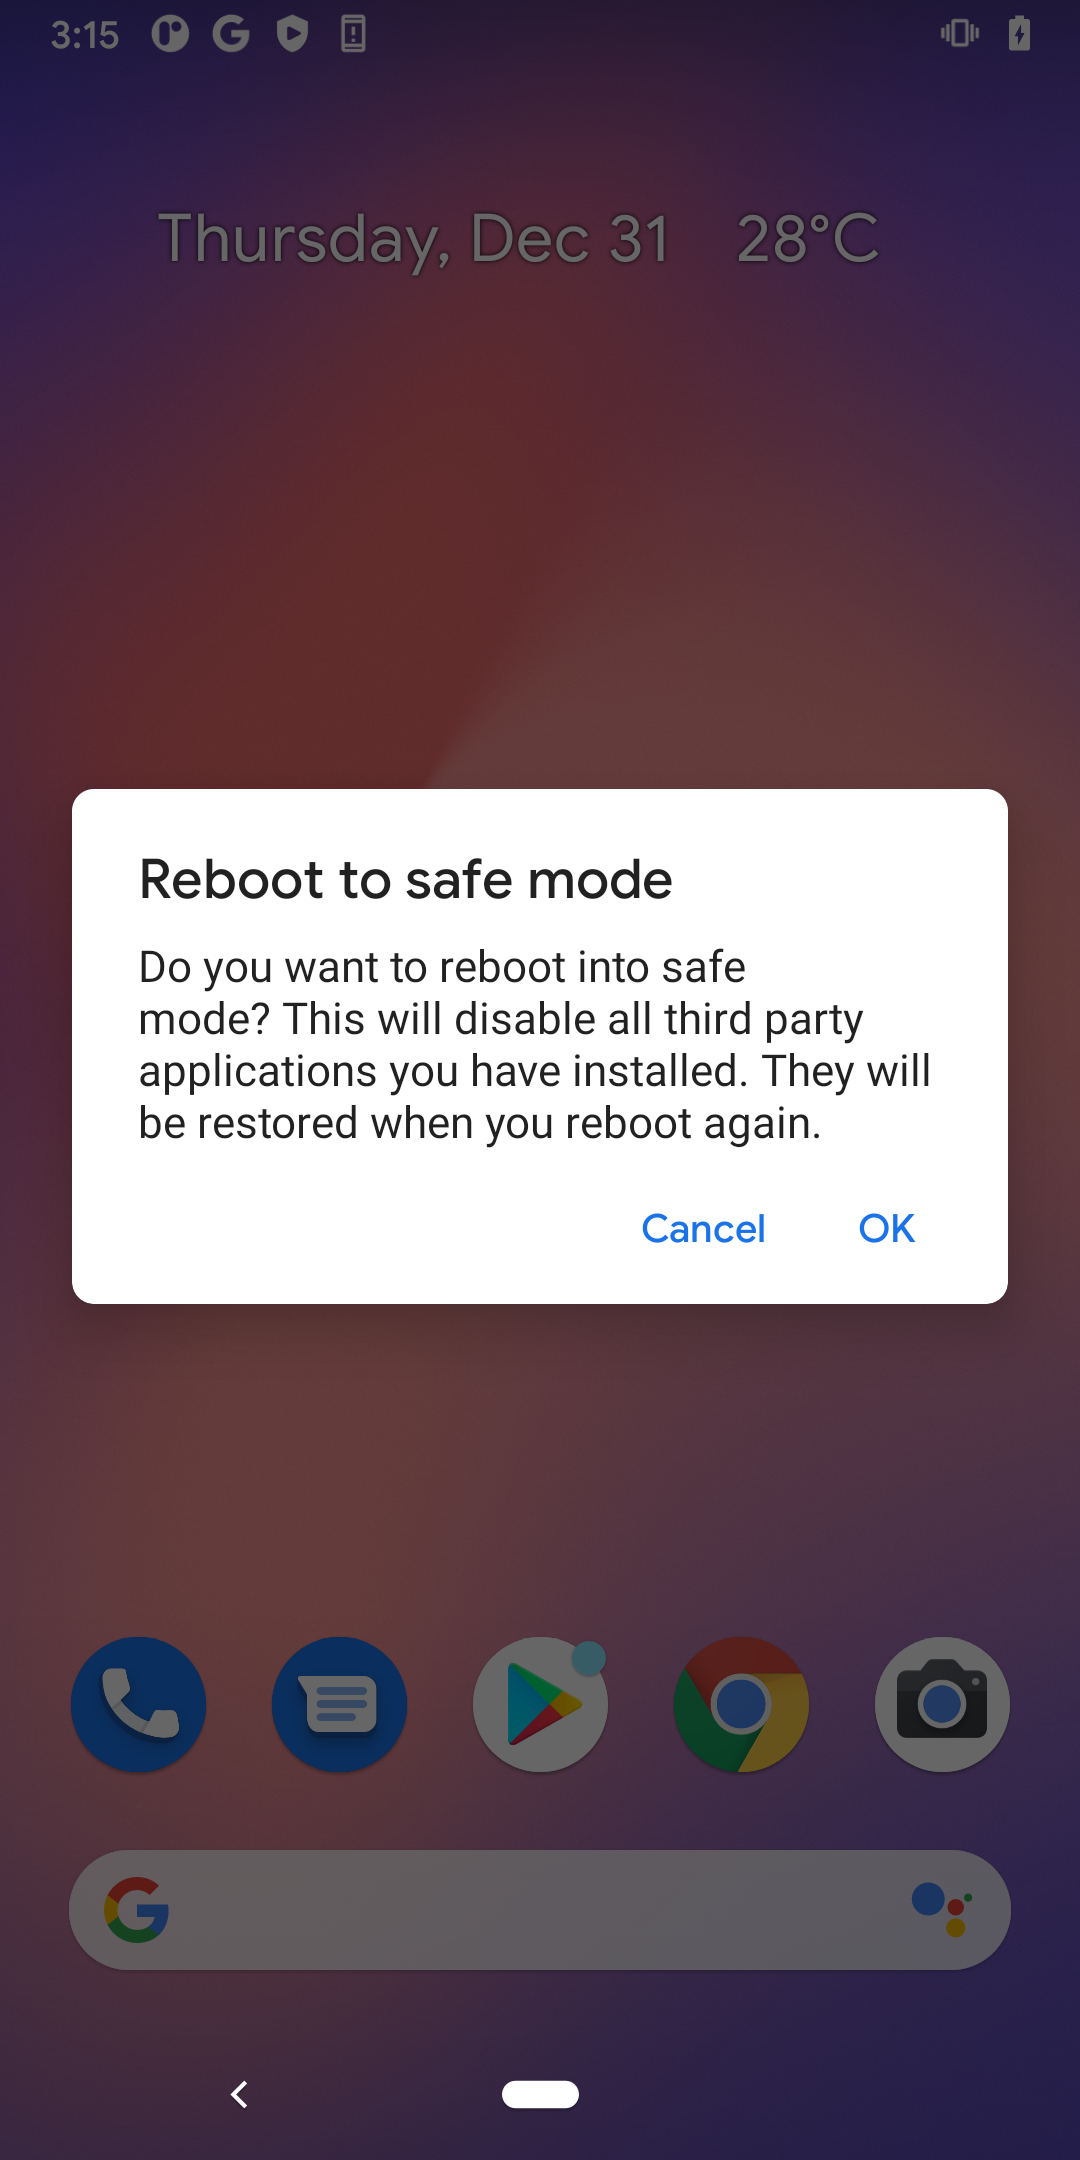 3:15
Thursday, Dec 31 28°C
Reboot to safe mode
Do you want to reboot into safe
mode? This will disable all third party
applications you have installed. They will
be restored when you reboot again.
Cancel OK